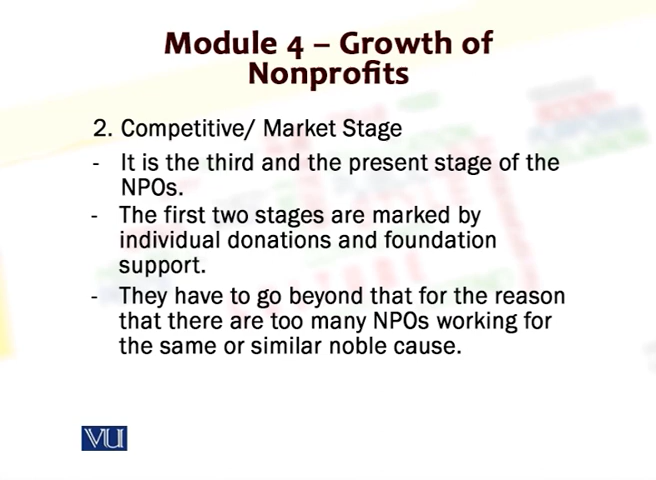 Module 4 – Growth of
Nonprofits
2. Competitive/ Market Stage
- It is the third and the present stage of the
NPOs.
- The first two stages are marked by
individual donations and foundation
support.
- They have to go beyond that for the reason
that there are too many NPOs working for
the same or similar noble cause.
VU